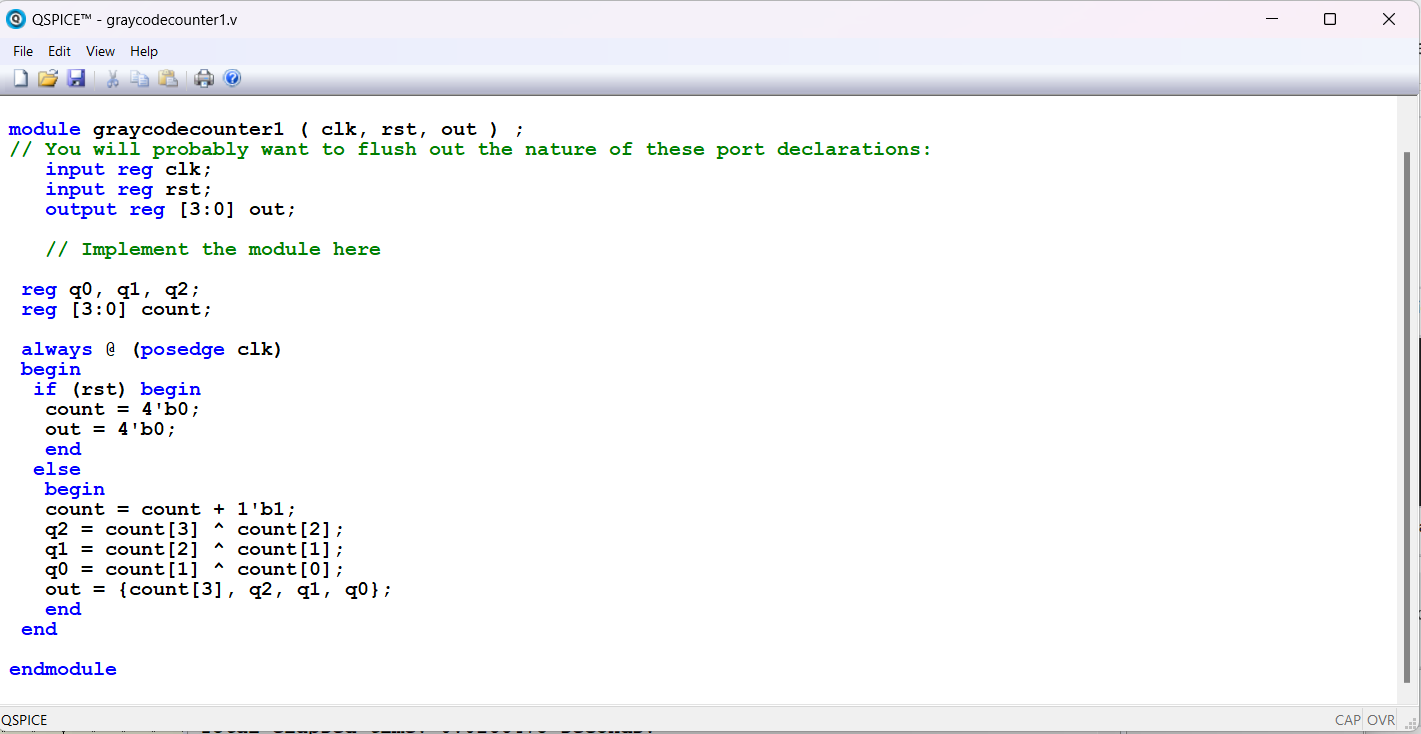 QSPICE™ - graycodecounter1.v
File Edit View Help
module graycodecounter1 ( clk, rst, out ) ;
// You will probably want to flush out the nature of these port declarations:
input reg clk;
input reg rst;
output reg [3:0] out;
// Implement the module here
reg q0, q1, q2;
reg [3:0] count;
always @ (posedge clk)
begin
if (rst) begin
count = 4'b0;
out = 4'b0;
end
else
begin
count = count + 1'b1;
q2 = count[3] ^ count[2];
q1 = count[2] ^ count[1];
q0 = count[1] ^ count[0];
out = {count[3], q2, q1, q0};
end
end
endmodule
QSPICE CAP OVR